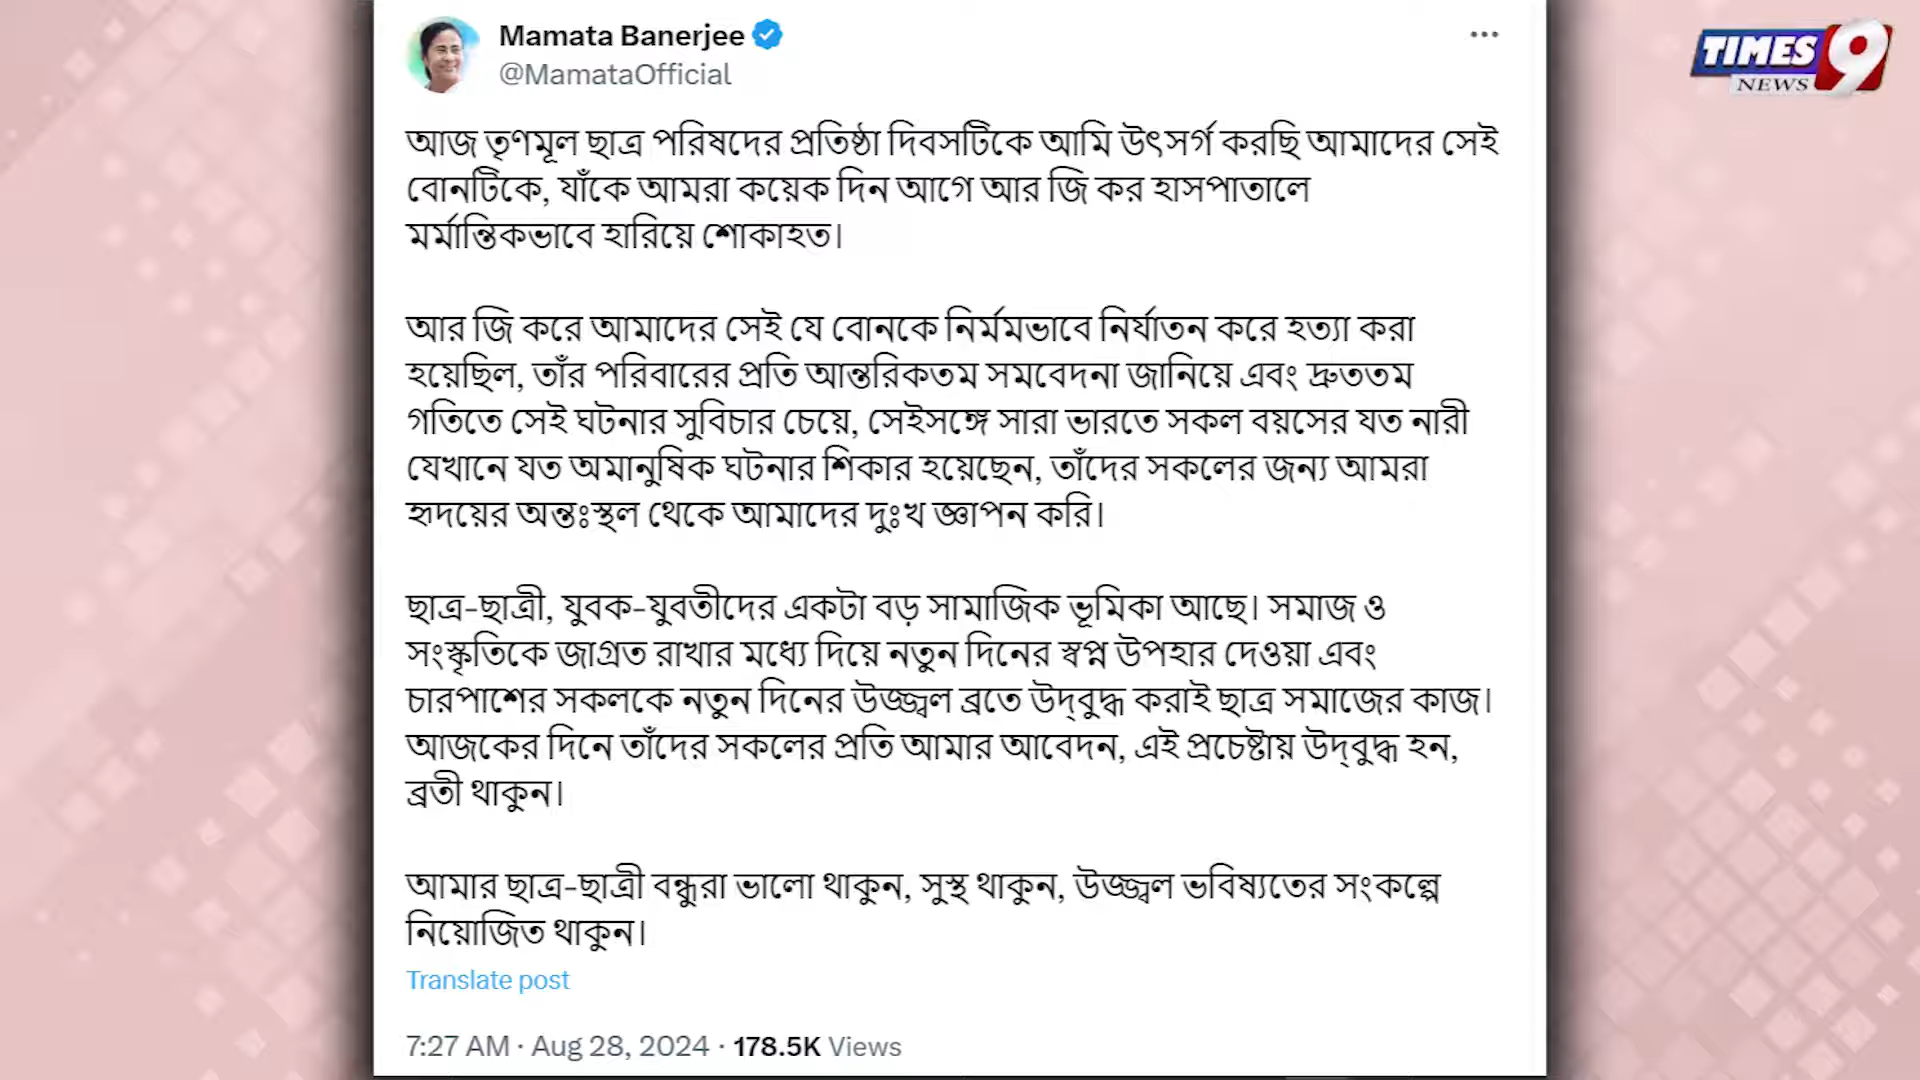 Mamata Banerjee
@MamataOfficial
TIMES 9
NEWS
আজ তৃণমূল ছাত্র পরিষদের প্রতিষ্ঠা দিবসটিকে আমি উৎসর্গ করছি আমাদের সেই
বোনটিকে, যাঁকে আমরা কয়েক দিন আগে আর জি কর হাসপাতালে
মর্মান্তিকভাবে হারিয়ে শোকাহত।
আর জি করে আমাদের সেই যে বোনকে নির্মমভাবে নির্যাতন করে হত্যা করা
হয়েছিল, তাঁর পরিবারের প্রতি আন্তরিকতম সমবেদনা জানিয়ে এবং দ্রুততম
গতিতে সেই ঘটনার সুবিচার চেয়ে, সেইসঙ্গে সারা ভারতে সকল বয়সের যত নারী
যেখানে যত অমানুষিক ঘটনার শিকার হয়েছেন, তাঁদের সকলের জন্য আমরা
হৃদয়ের অন্তঃস্থল থেকে আমাদের দুঃখ জ্ঞাপন করি।
ছাত্র-ছাত্রী, যুবক-যুবতীদের একটা বড় সামাজিক ভূমিকা আছে। সমাজ ও
সংস্কৃতিকে জাগ্রত রাখার মধ্যে দিয়ে নতুন দিনের স্বপ্ন উপহার দেওয়া এবং
চারপাশের সকলকে নতুন দিনের উজ্জ্বল ব্রতে উদ্‌বুদ্ধ করাই ছাত্র সমাজের কাজ।
আজকের দিনে তাঁদের সকলের প্রতি আমার আবেদন, এই প্রচেষ্টায় উদ্‌বুদ্ধ হন,
ব্রতী থাকুন।
আমার ছাত্র-ছাত্রী বন্ধুরা ভালো থাকুন, সুস্থ থাকুন, উজ্জ্বল ভবিষ্যতের সংকল্পে
নিয়োজিত থাকুন।
Translate post
7:27 AM · Aug 28, 2024 · 178.5K Views